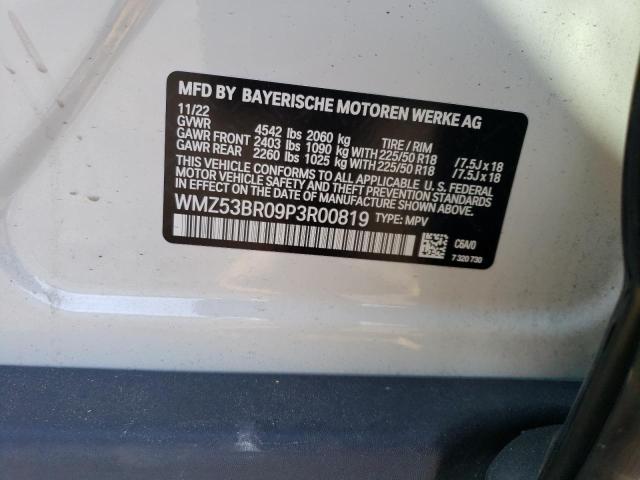 MFD BY BAYERISCHE MOTOREN WERKE AG
11/22
GVWR 4542 lbs 2060 kg TIRE / RIM
GAWR FRONT 2403 lbs 1090 kg WITH 225/50 R18 /7.5J x 18
GAWR REAR 2260 lbs 1025 kg WITH 225/50 R18 /7.5J x 18
THIS VEHICLE CONFORMS TO ALL APPLICABLE U. S. FEDERAL
MOTOR VEHICLE SAFETY AND THEFT PREVENTION
STANDARDS IN EFFECT ON THE DATE OF MANUFACTURE SHOWN ABOVE.
WMZ53BR09P3R00819 TYPE: MPV
C6A/0
7 320 730